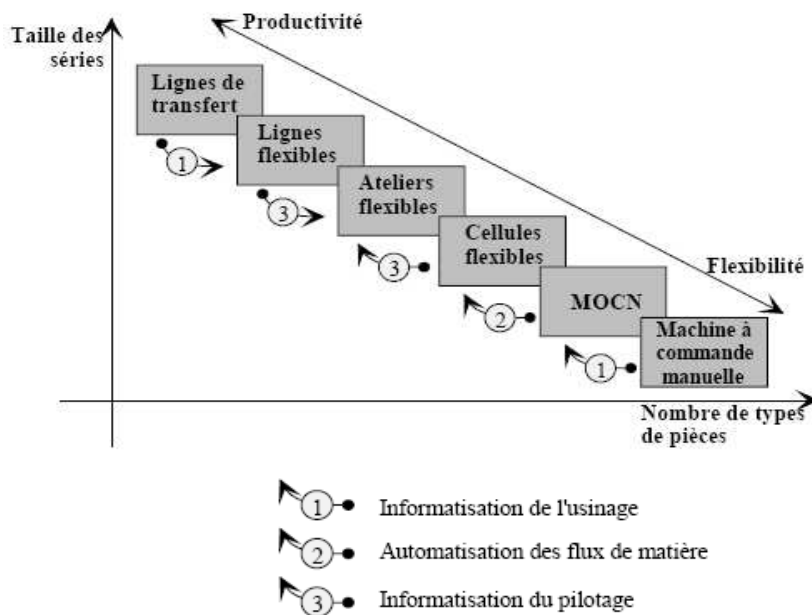 Taille des
séries
Productivité
Lignes de
transfert
Lignes
flexibles
1
Ateliers
flexibles
3
Cellules
flexibles
3
Flexibilité
MOCN
2
Machine à
commande
manuelle
1
Nombre de types
de pièces
1 Informatisation de l'usinage
2 Automatisation des flux de matière
3 Informatisation du pilotage